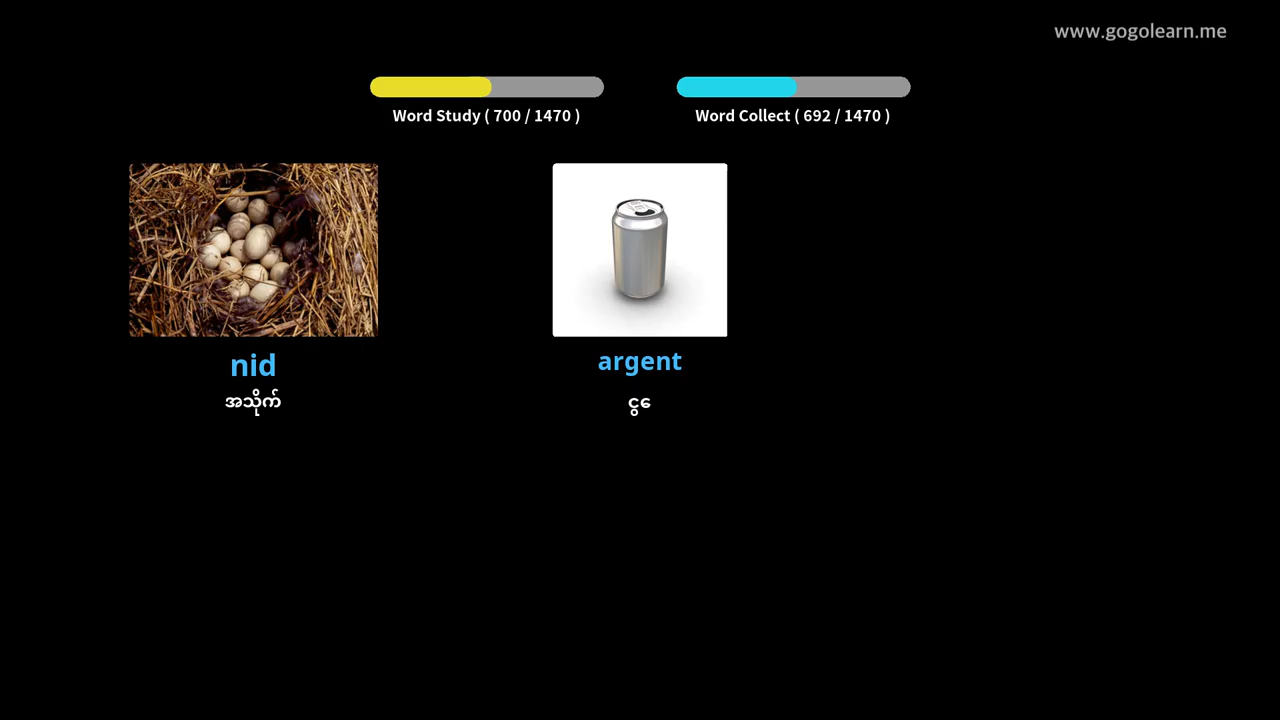 www.gogolearn.me
Word Study ( 700 / 1470 )
Word Collect ( 692 / 1470 )
nid
argent
အသိုက်
ငွေ